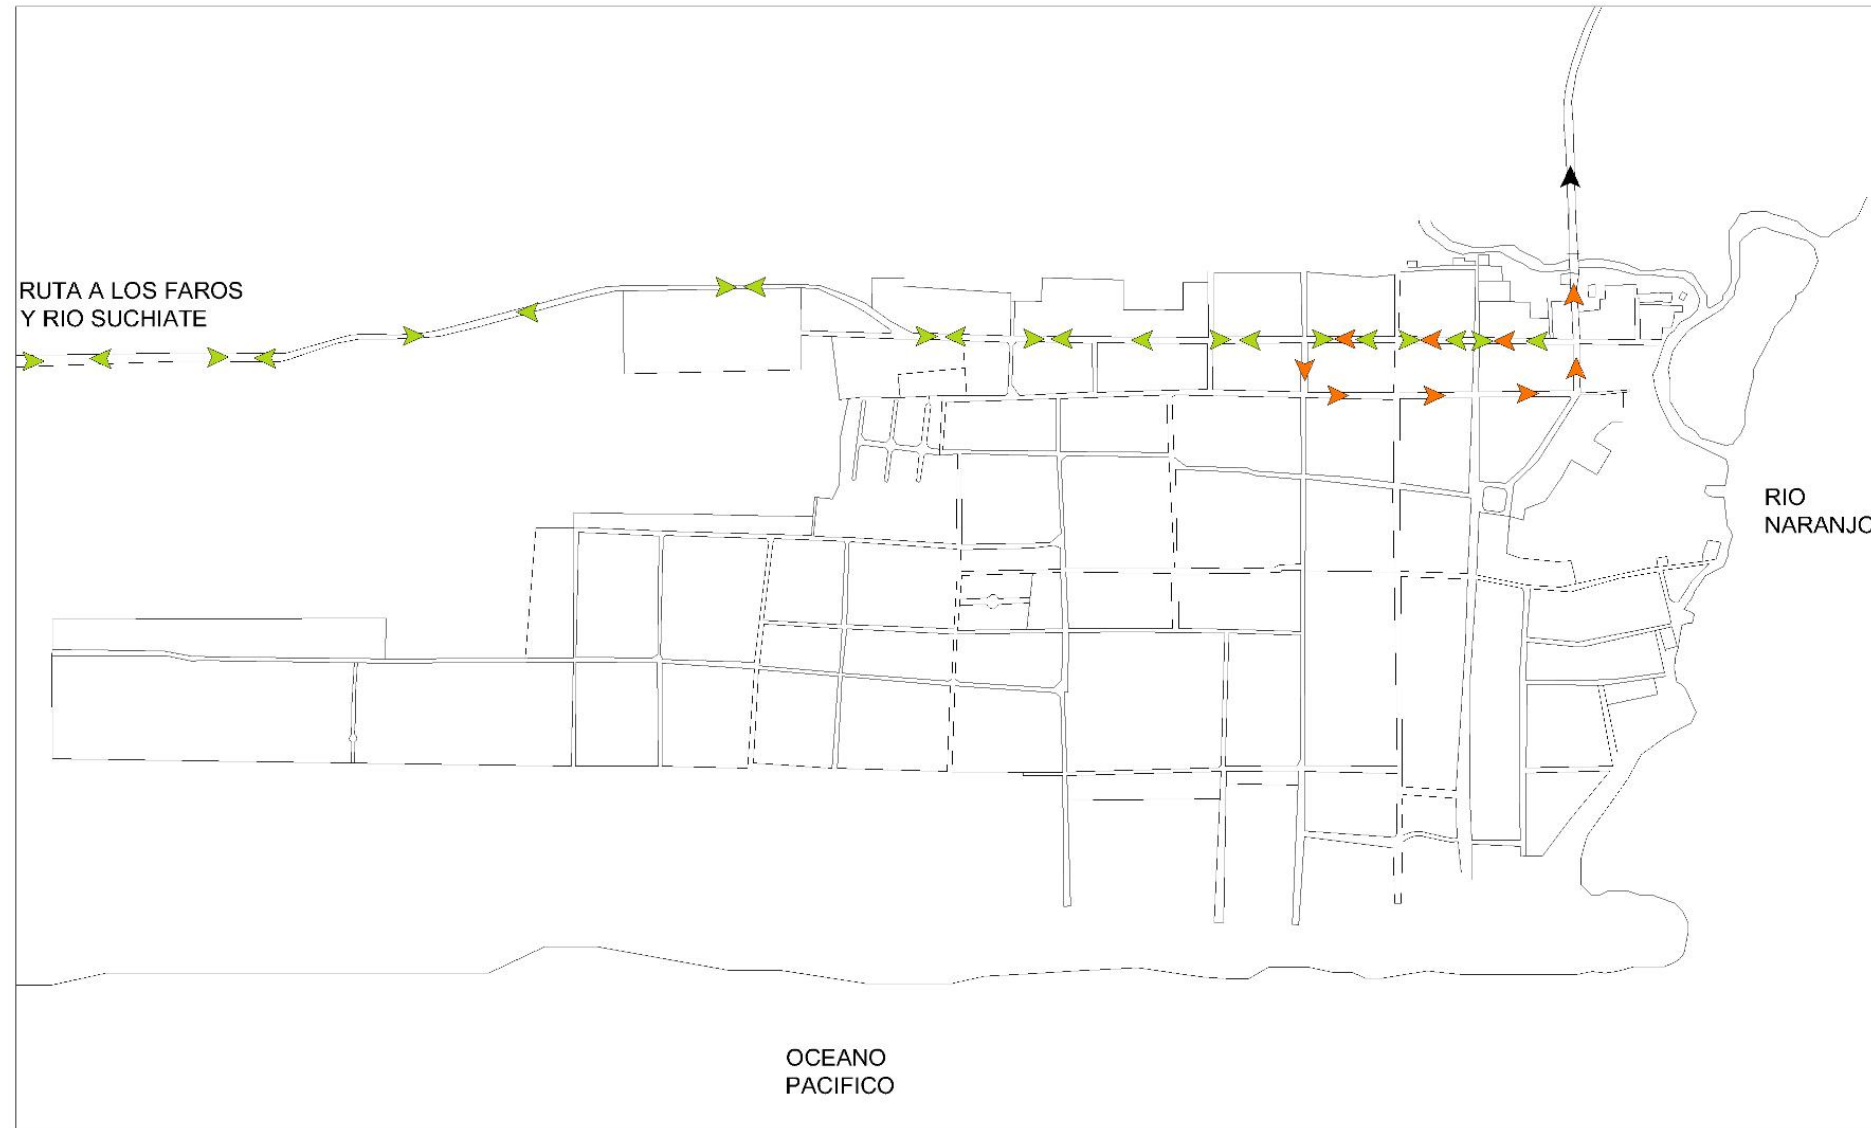 RUTA A LOS FAROS
Y RIO SUCHIATE
RIO
NARANJO
OCEANO
PACIFICO